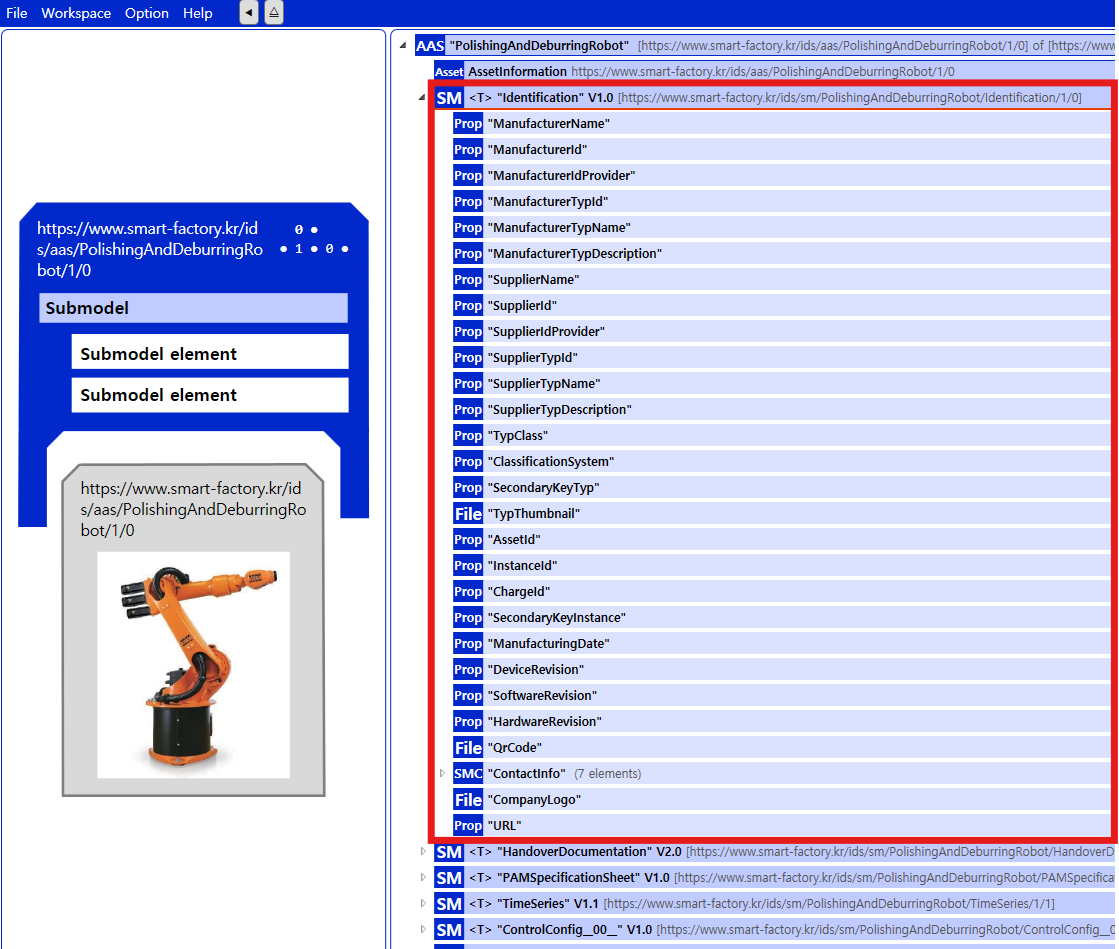 File Workspace Option Help
https://www.smart-factory.kr/id
s/aas/PolishingAndDeburringRo
bot/1/0
0
1 0
Submodel
Submodel element
Submodel element
https://www.smart-factory.kr/id
s/aas/PolishingAndDeburringRo
bot/1/0
AAS "PolishingAndDeburringRobot" [https://www.smart-factory.kr/ids/aas/PolishingAndDeburringRobot/1/0] of [https://www
Asset AssetInformation https://www.smart-factory.kr/ids/aas/PolishingAndDeburringRobot/1/0
SM <T> "Identification" V1.0 [https://www.smart-factory.kr/ids/sm/PolishingAndDeburringRobot/Identification/1/0]
Prop "ManufacturerName"
Prop "ManufacturerId"
Prop "ManufacturerIdProvider"
Prop "ManufacturerTypId"
Prop "ManufacturerTypName"
Prop "ManufacturerTypDescription"
Prop "SupplierName"
Prop "SupplierId"
Prop "SupplierIdProvider"
Prop "SupplierTypId"
Prop "SupplierTypName"
Prop "SupplierTypDescription"
Prop "TypClass"
Prop "ClassificationSystem"
Prop "SecondaryKeyTyp"
File "TypThumbnail"
Prop "AssetId"
Prop "InstanceId"
Prop "ChargeId"
Prop "SecondaryKeyInstance"
Prop "ManufacturingDate"
Prop "DeviceRevision"
Prop "SoftwareRevision"
Prop "HardwareRevision"
File "QrCode"
SMC "ContactInfo" (7 elements)
File "CompanyLogo"
Prop "URL"
SM <T> "HandoverDocumentation" V2.0 [https://www.smart-factory.kr/ids/sm/PolishingAndDeburringRobot/HandoverD
SM <T> "PAMSpecificationSheet" V1.0 [https://www.smart-factory.kr/ids/sm/PolishingAndDeburringRobot/PAMSpecifica
SM <T> "TimeSeries" V1.1 [https://www.smart-factory.kr/ids/sm/PolishingAndDeburringRobot/TimeSeries/1/1]
SM <T> "ControlConfig__00__" V1.0 [https://www.smart-factory.kr/ids/sm/PolishingAndDeburringRobot/ControlConfig__0